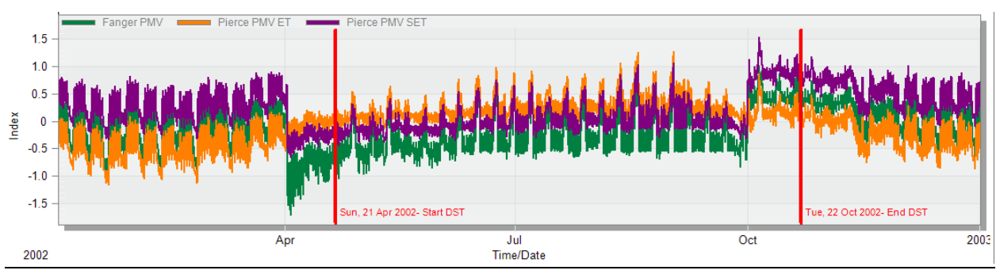 Fanger PMV Pierce PMV ET Pierce PMV SET
1.5
1.0
0.5
0
-0.5
-1.0
-1.5
Index
Sun, 21 Apr 2002- Start DST
Tue, 22 Oct 2002- End DST
Apr Jul Oct 2003
2002 Time/Date